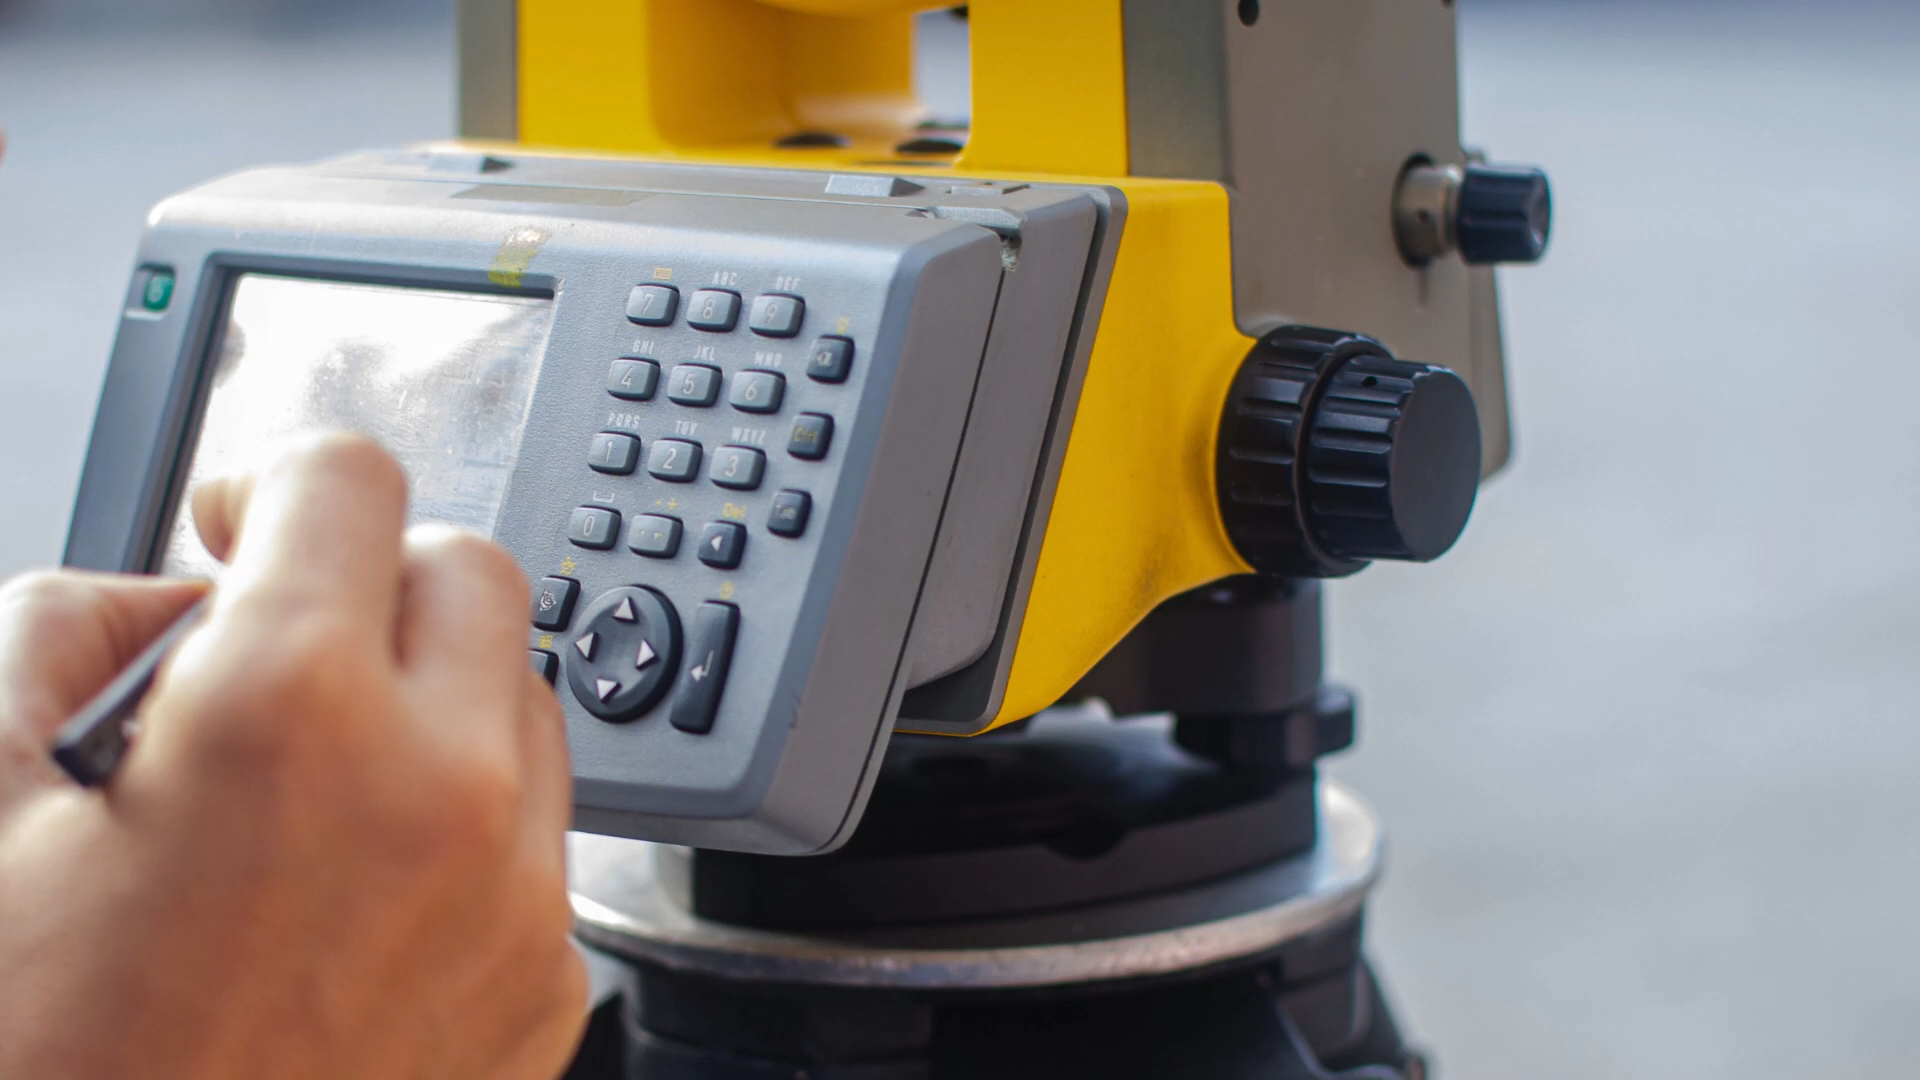 ABC DEF
7 8 9
GHI JKL MNO
4 5 6
α
PQRS TUV WXYZ
1 2 3
Ctrl
- +
Del
0 . -
Tab